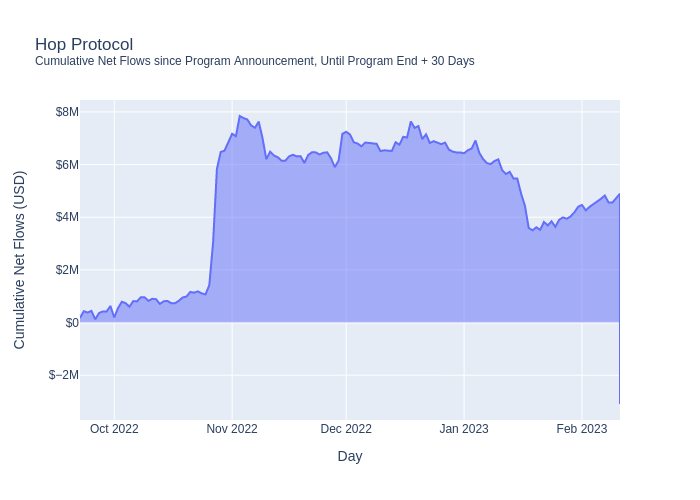 Hop Protocol
Cumulative Net Flows since Program Announcement, Until Program End + 30 Days
$8M
$6M
$4M
$2M
$0
$−2M
Cumulative Net Flows (USD)
Oct 2022
Nov 2022
Dec 2022
Jan 2023
Feb 2023
Day